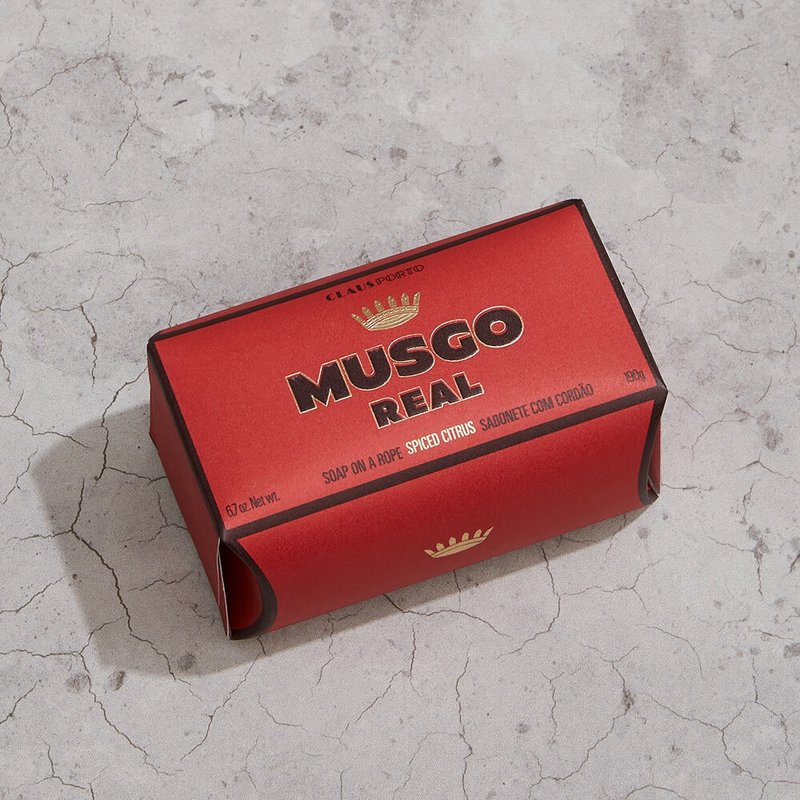 CLAUS PORTO
MUSGO
REAL
SOAP ON A ROPE SPICED CITRUS SABONETE COM CORDÃO
6.7 oz. Net wt.
190g